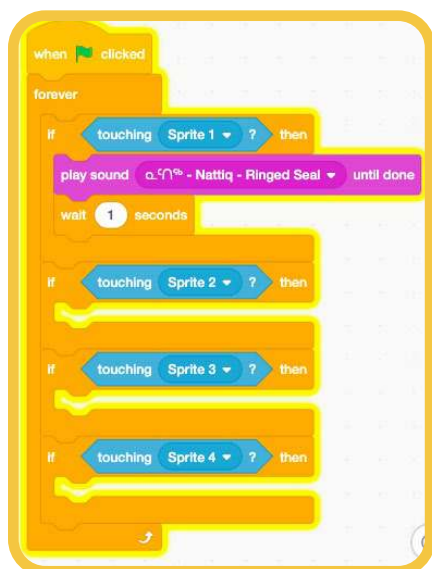 when clicked
forever
if touching Sprite 1 ? then
play sound ᓇᑦᑎᖅ - Nattiq - Ringed Seal until done
wait 1 seconds
if touching Sprite 2 ? then
if touching Sprite 3 ? then
if touching Sprite 4 ? then